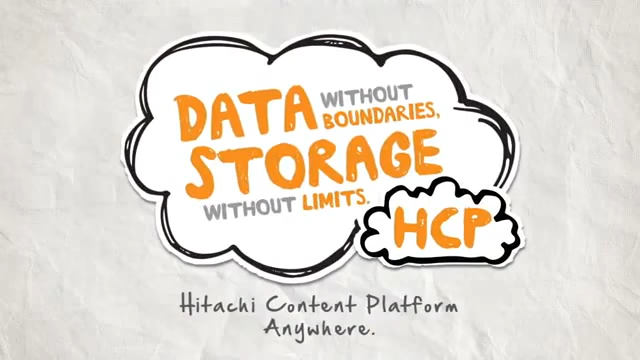 DATA WITHOUT BOUNDARIES,
STORAGE
WITHOUT LIMITS.
HCP
Hitachi Content Platform
Anywhere.